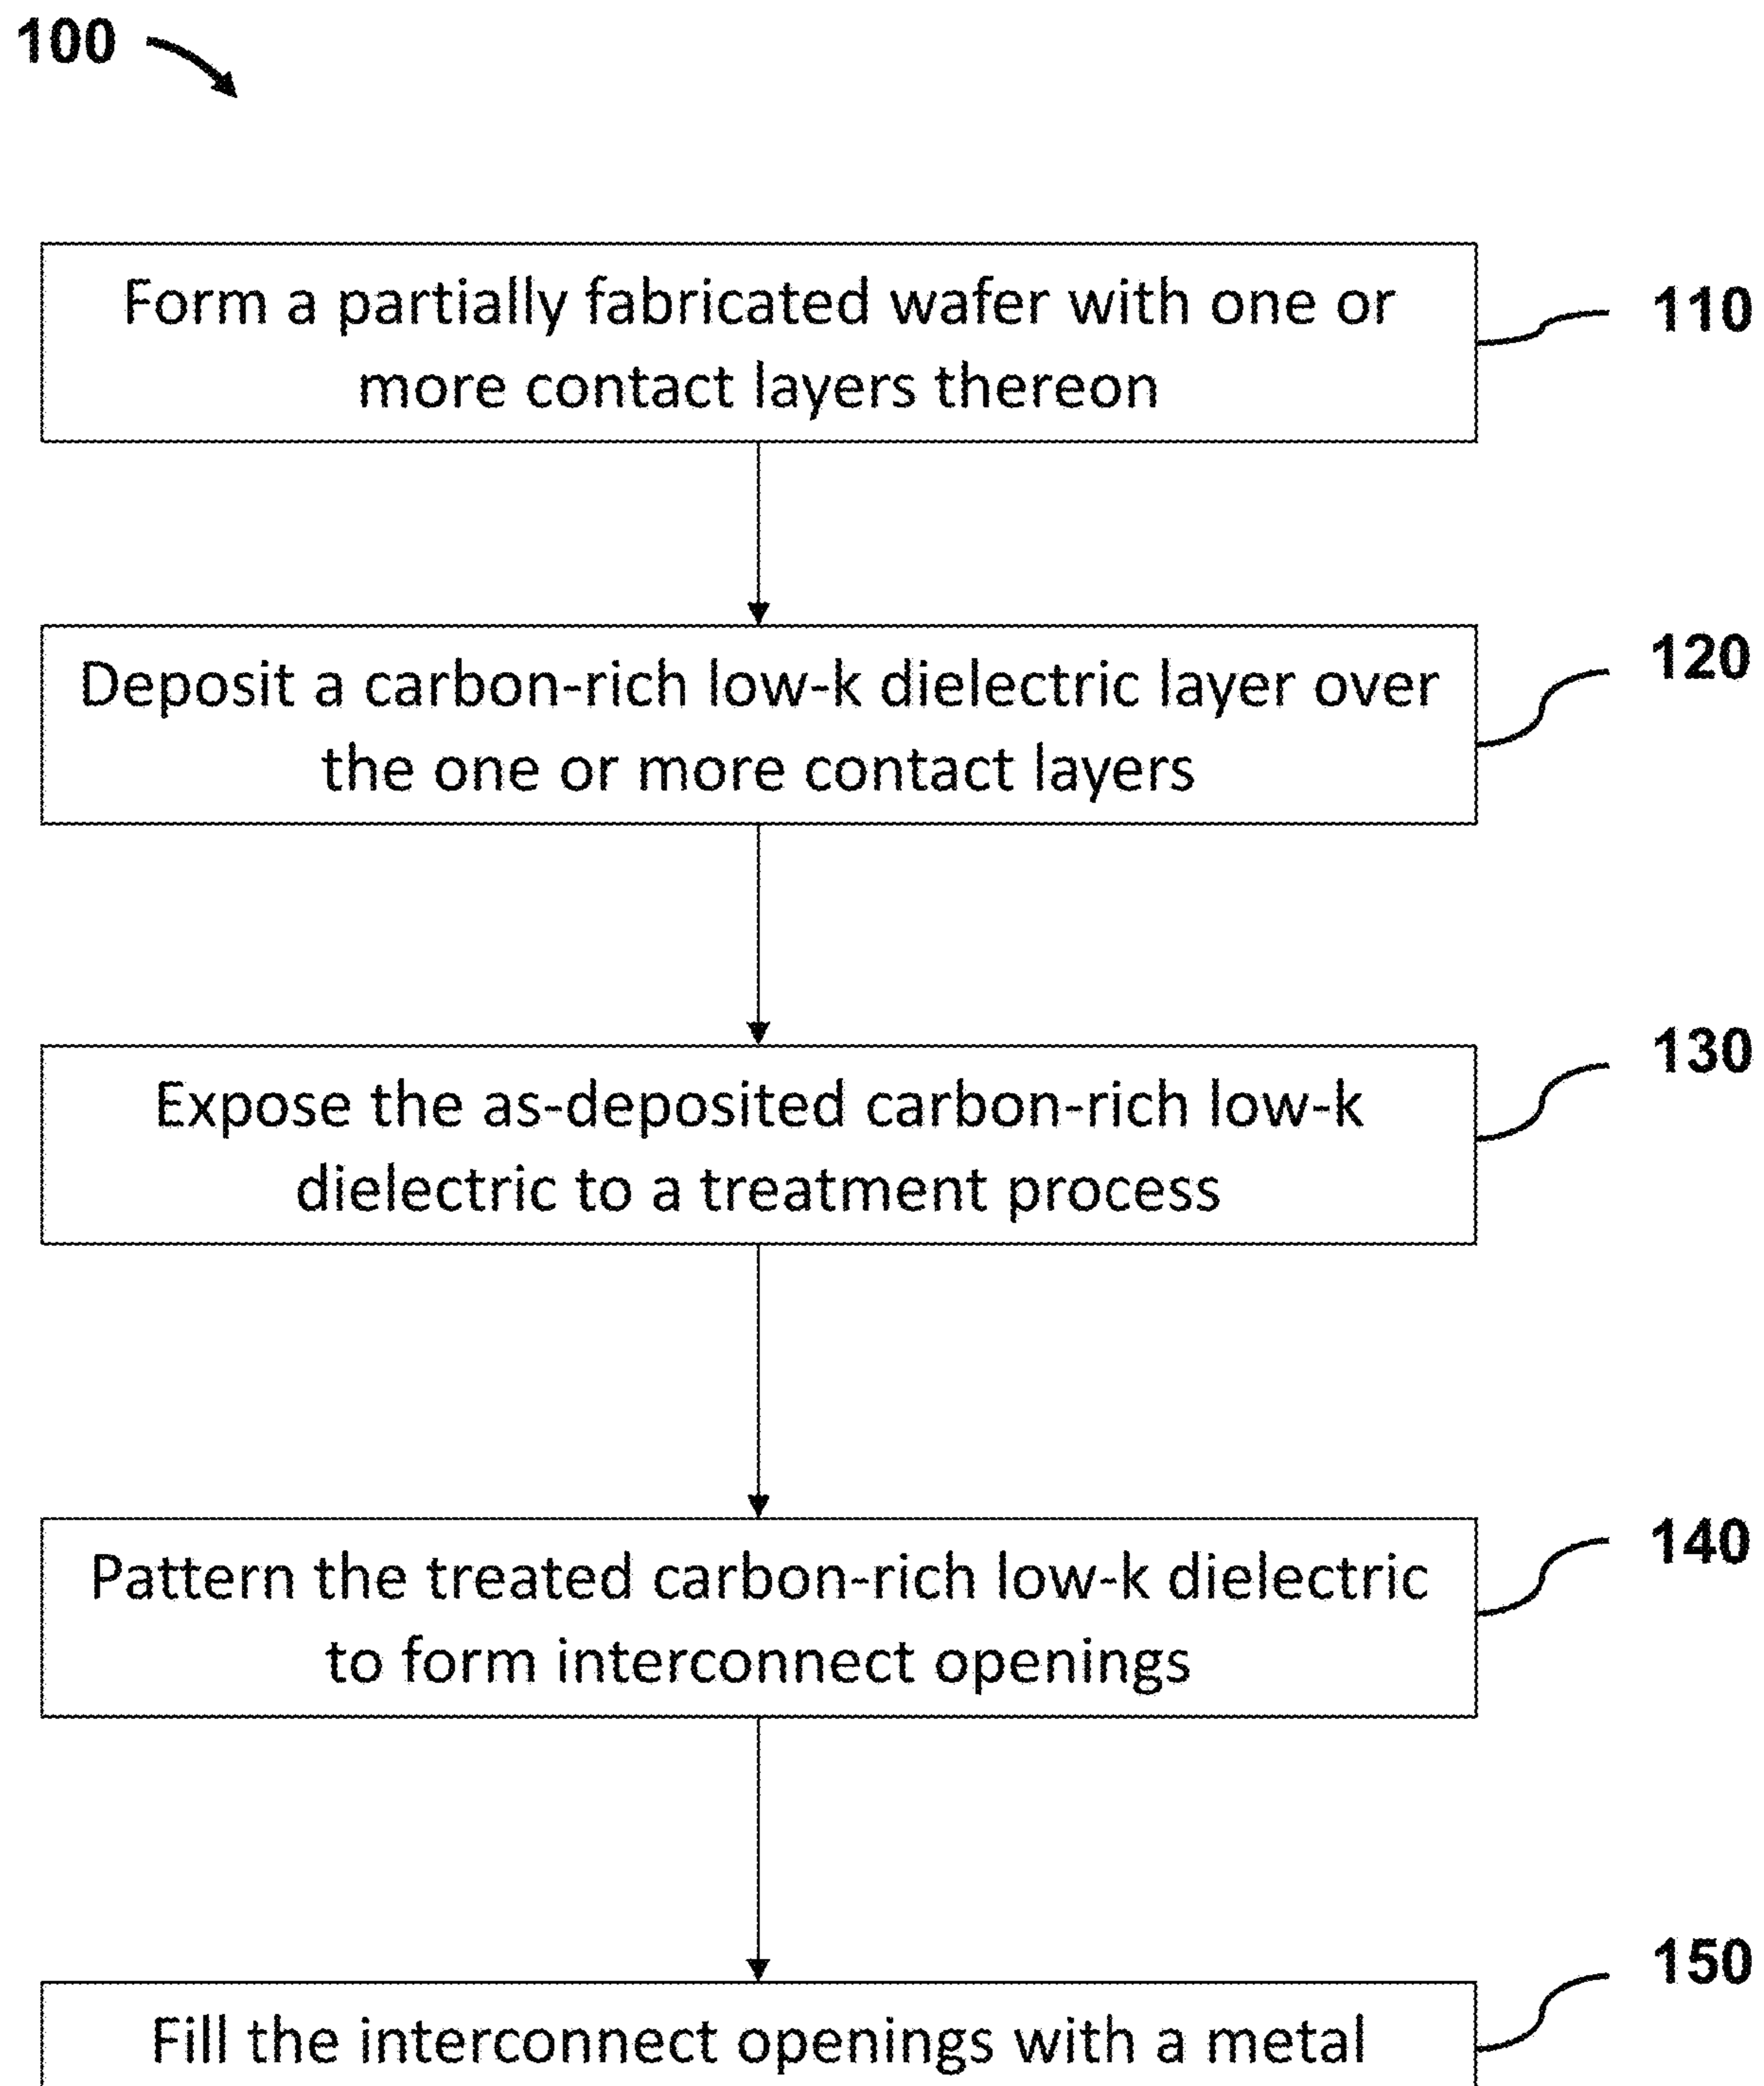 100
Form a partially fabricated wafer with one or
more contact layers thereon
110
Deposit a carbon-rich low-k dielectric layer over
the one or more contact layers
120
Expose the as-deposited carbon-rich low-k
dielectric to a treatment process
130
Pattern the treated carbon-rich low-k dielectric
to form interconnect openings
140
Fill the interconnect openings with a metal
150